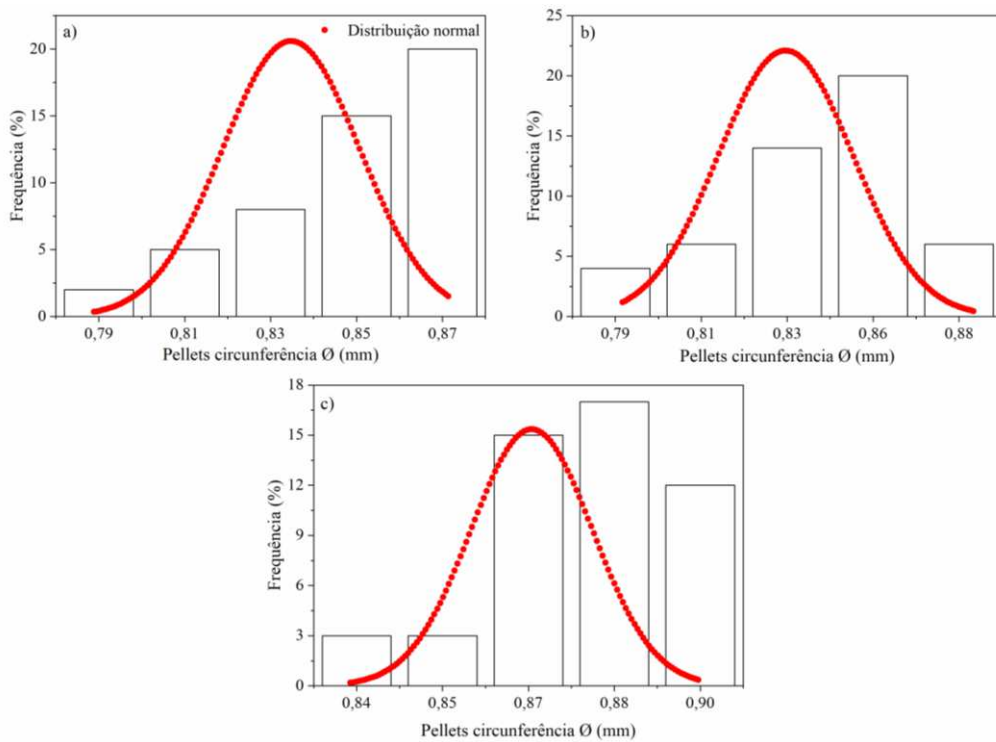 a)
Distribuição normal
20
15
10
5
0
Frequência (%)
0,79 0,81 0,83 0,85 0,87
Pellets circunferência Ø (mm)
b)
25
20
15
10
5
0
Frequência (%)
0,79 0,81 0,83 0,86 0,88
Pellets circunferência Ø (mm)
c)
18
15
12
9
6
3
0
Frequência (%)
0,84 0,85 0,87 0,88 0,90
Pellets circunferência Ø (mm)